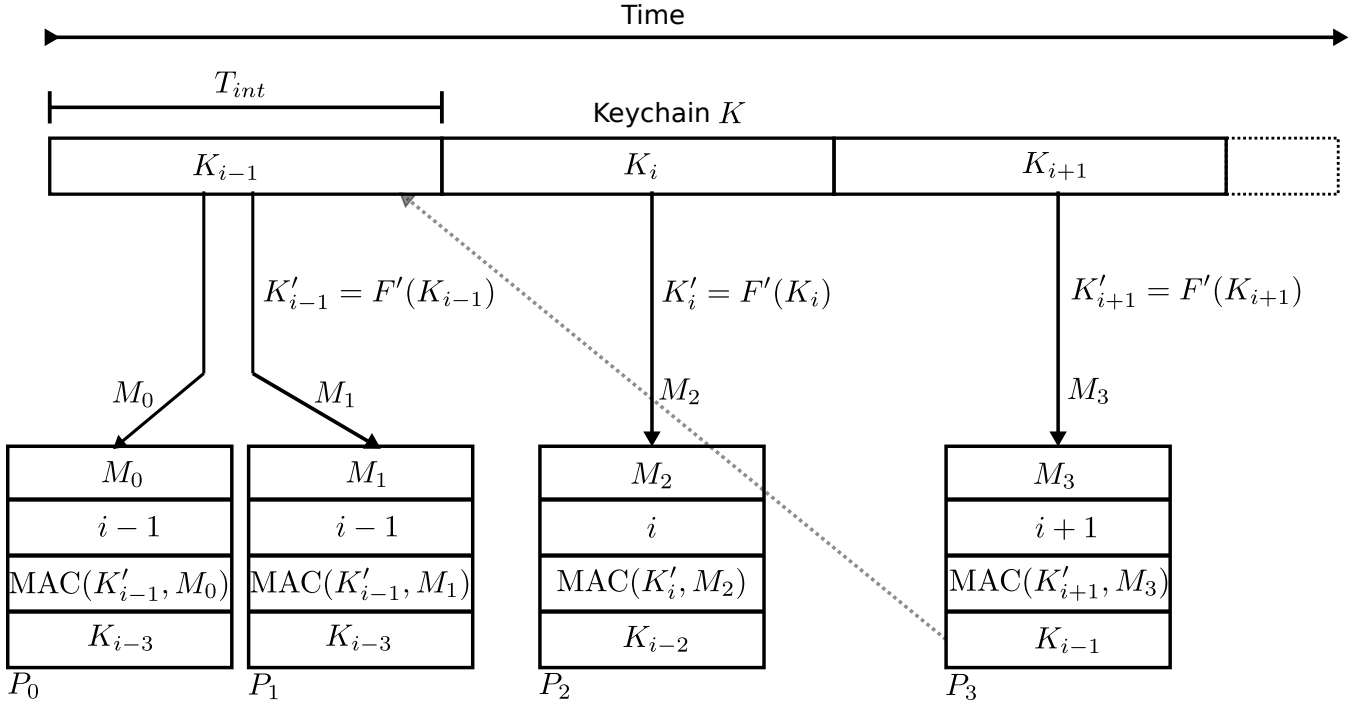 Time
T_{int}
Keychain K
K_{i−1} K_i K_{i+1}
K′_{i−1} = F′(K_{i−1}) K′_i = F′(K_i) K′_{i+1} = F′(K_{i+1})
M_0 M_1 M_2 M_3
M_0 M_1 M_2 M_3
i − 1 i − 1 i i + 1
MAC(K′_{i−1}, M_0) MAC(K′_{i−1}, M_1) MAC(K′_i, M_2) MAC(K′_{i+1}, M_3)
K_{i−3} K_{i−3} K_{i−2} K_{i−1}
P_0 P_1 P_2 P_3